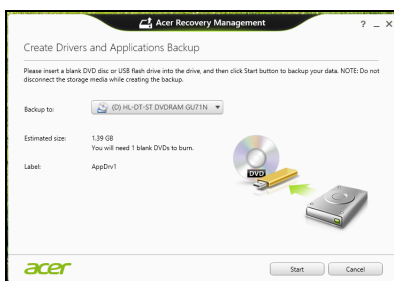 Acer Recovery Management
? _ X
Create Drivers and Applications Backup
Please insert a blank DVD disc or USB flash drive into the drive, and then click Start button to backup your data. NOTE: Do not
disconnect the storage media while creating the backup.
Backup to: (D) HL-DT-ST DVDRAM GU71N
Estimated size: 1.39 GB
You will need 1 blank DVDs to burn.
Label: AppDrv1
DVD
acer
Start Cancel